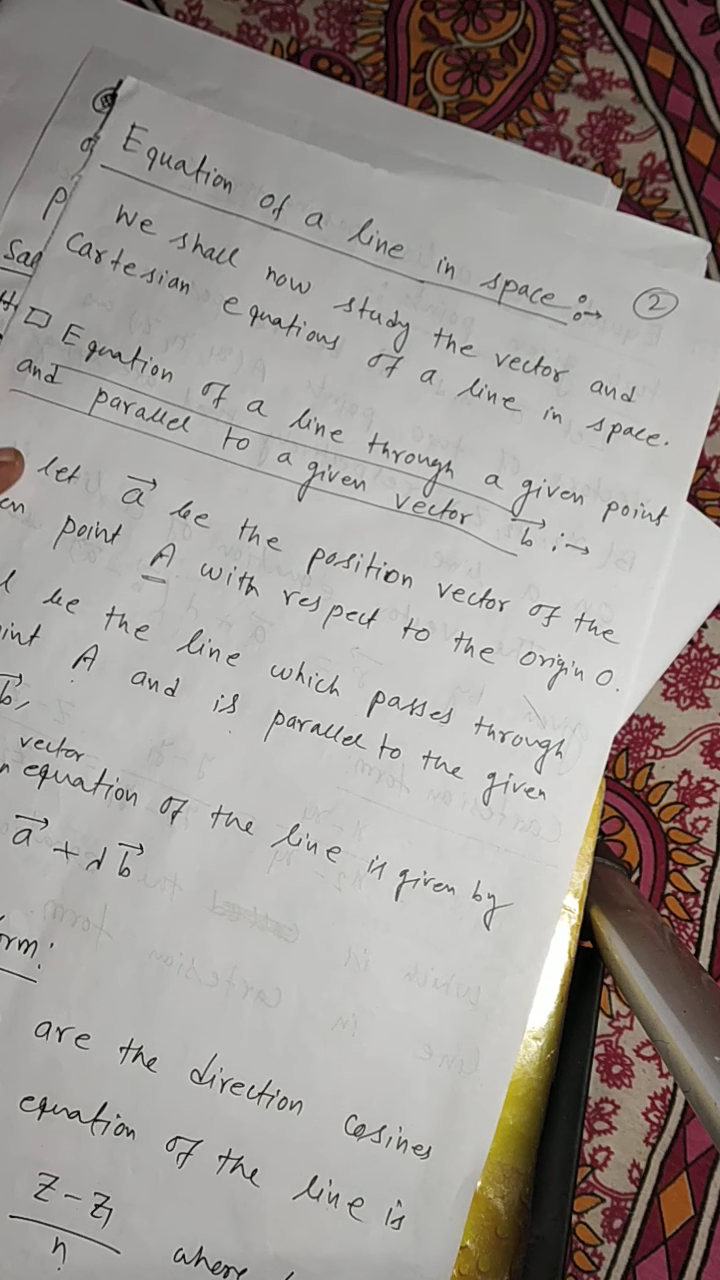 Equation of a line in space :→
②
We shall now study the vector and
Cartesian equations of a line in space.
□ Equation of a line through a given point
and parallel to a given vector b⃗ :→
let a⃗ be the position vector of the
en point A with respect to the origin O.
l be the line which passes through
int A and is parallel to the given
b⃗,
vector
n equation of the line is given by
a⃗ + λ b⃗
orm:
are the direction cosines
equation of the line is
z - z₁
n
where